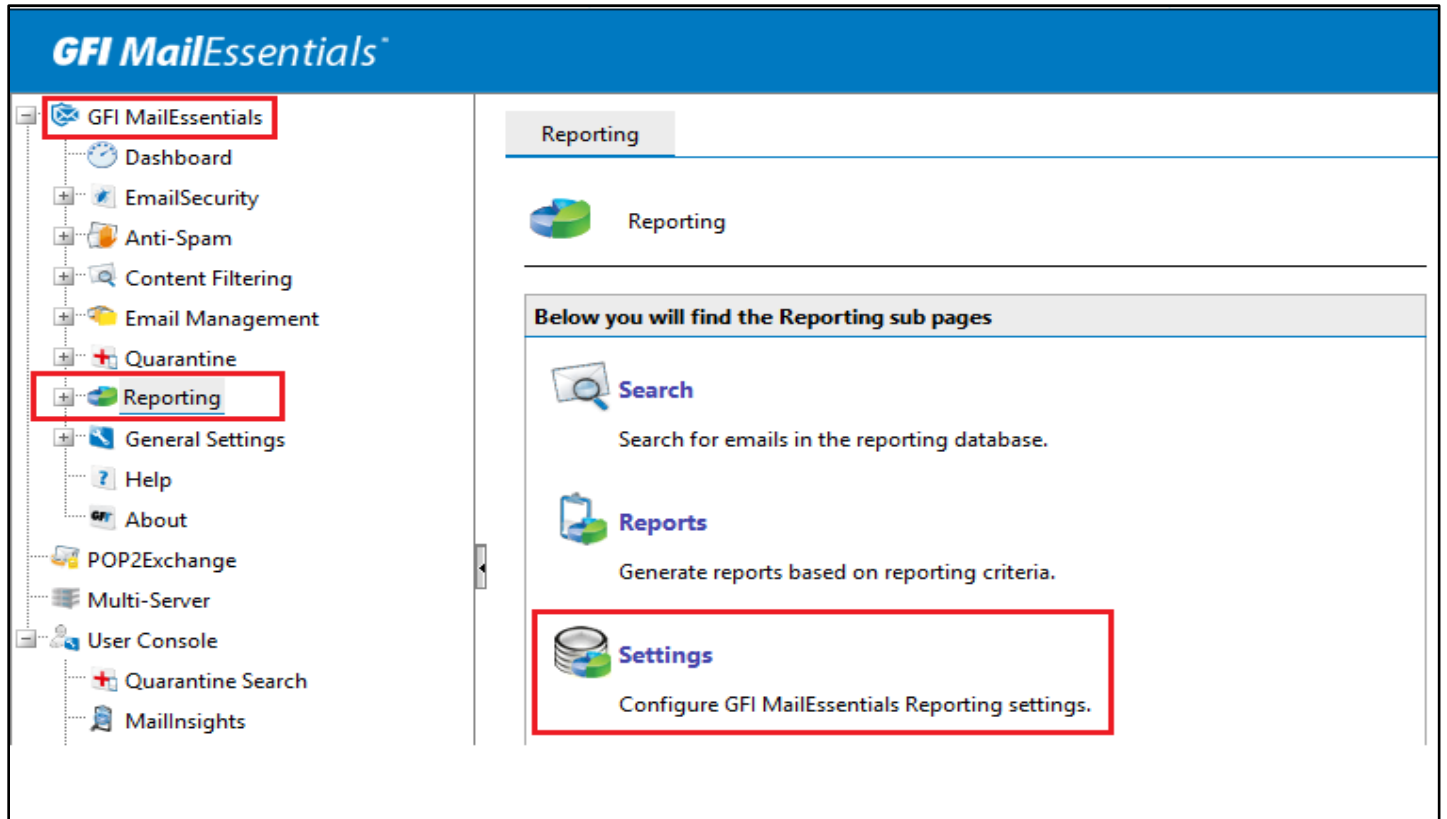 GFI MailEssentials™
GFI MailEssentials
Dashboard
EmailSecurity
Anti-Spam
Content Filtering
Email Management
Quarantine
Reporting
General Settings
Help
GFI
About
POP2Exchange
Multi-Server
User Console
Quarantine Search
MailInsights
Reporting
Reporting
Below you will find the Reporting sub pages
Search
Search for emails in the reporting database.
Reports
Generate reports based on reporting criteria.
Settings
Configure GFI MailEssentials Reporting settings.